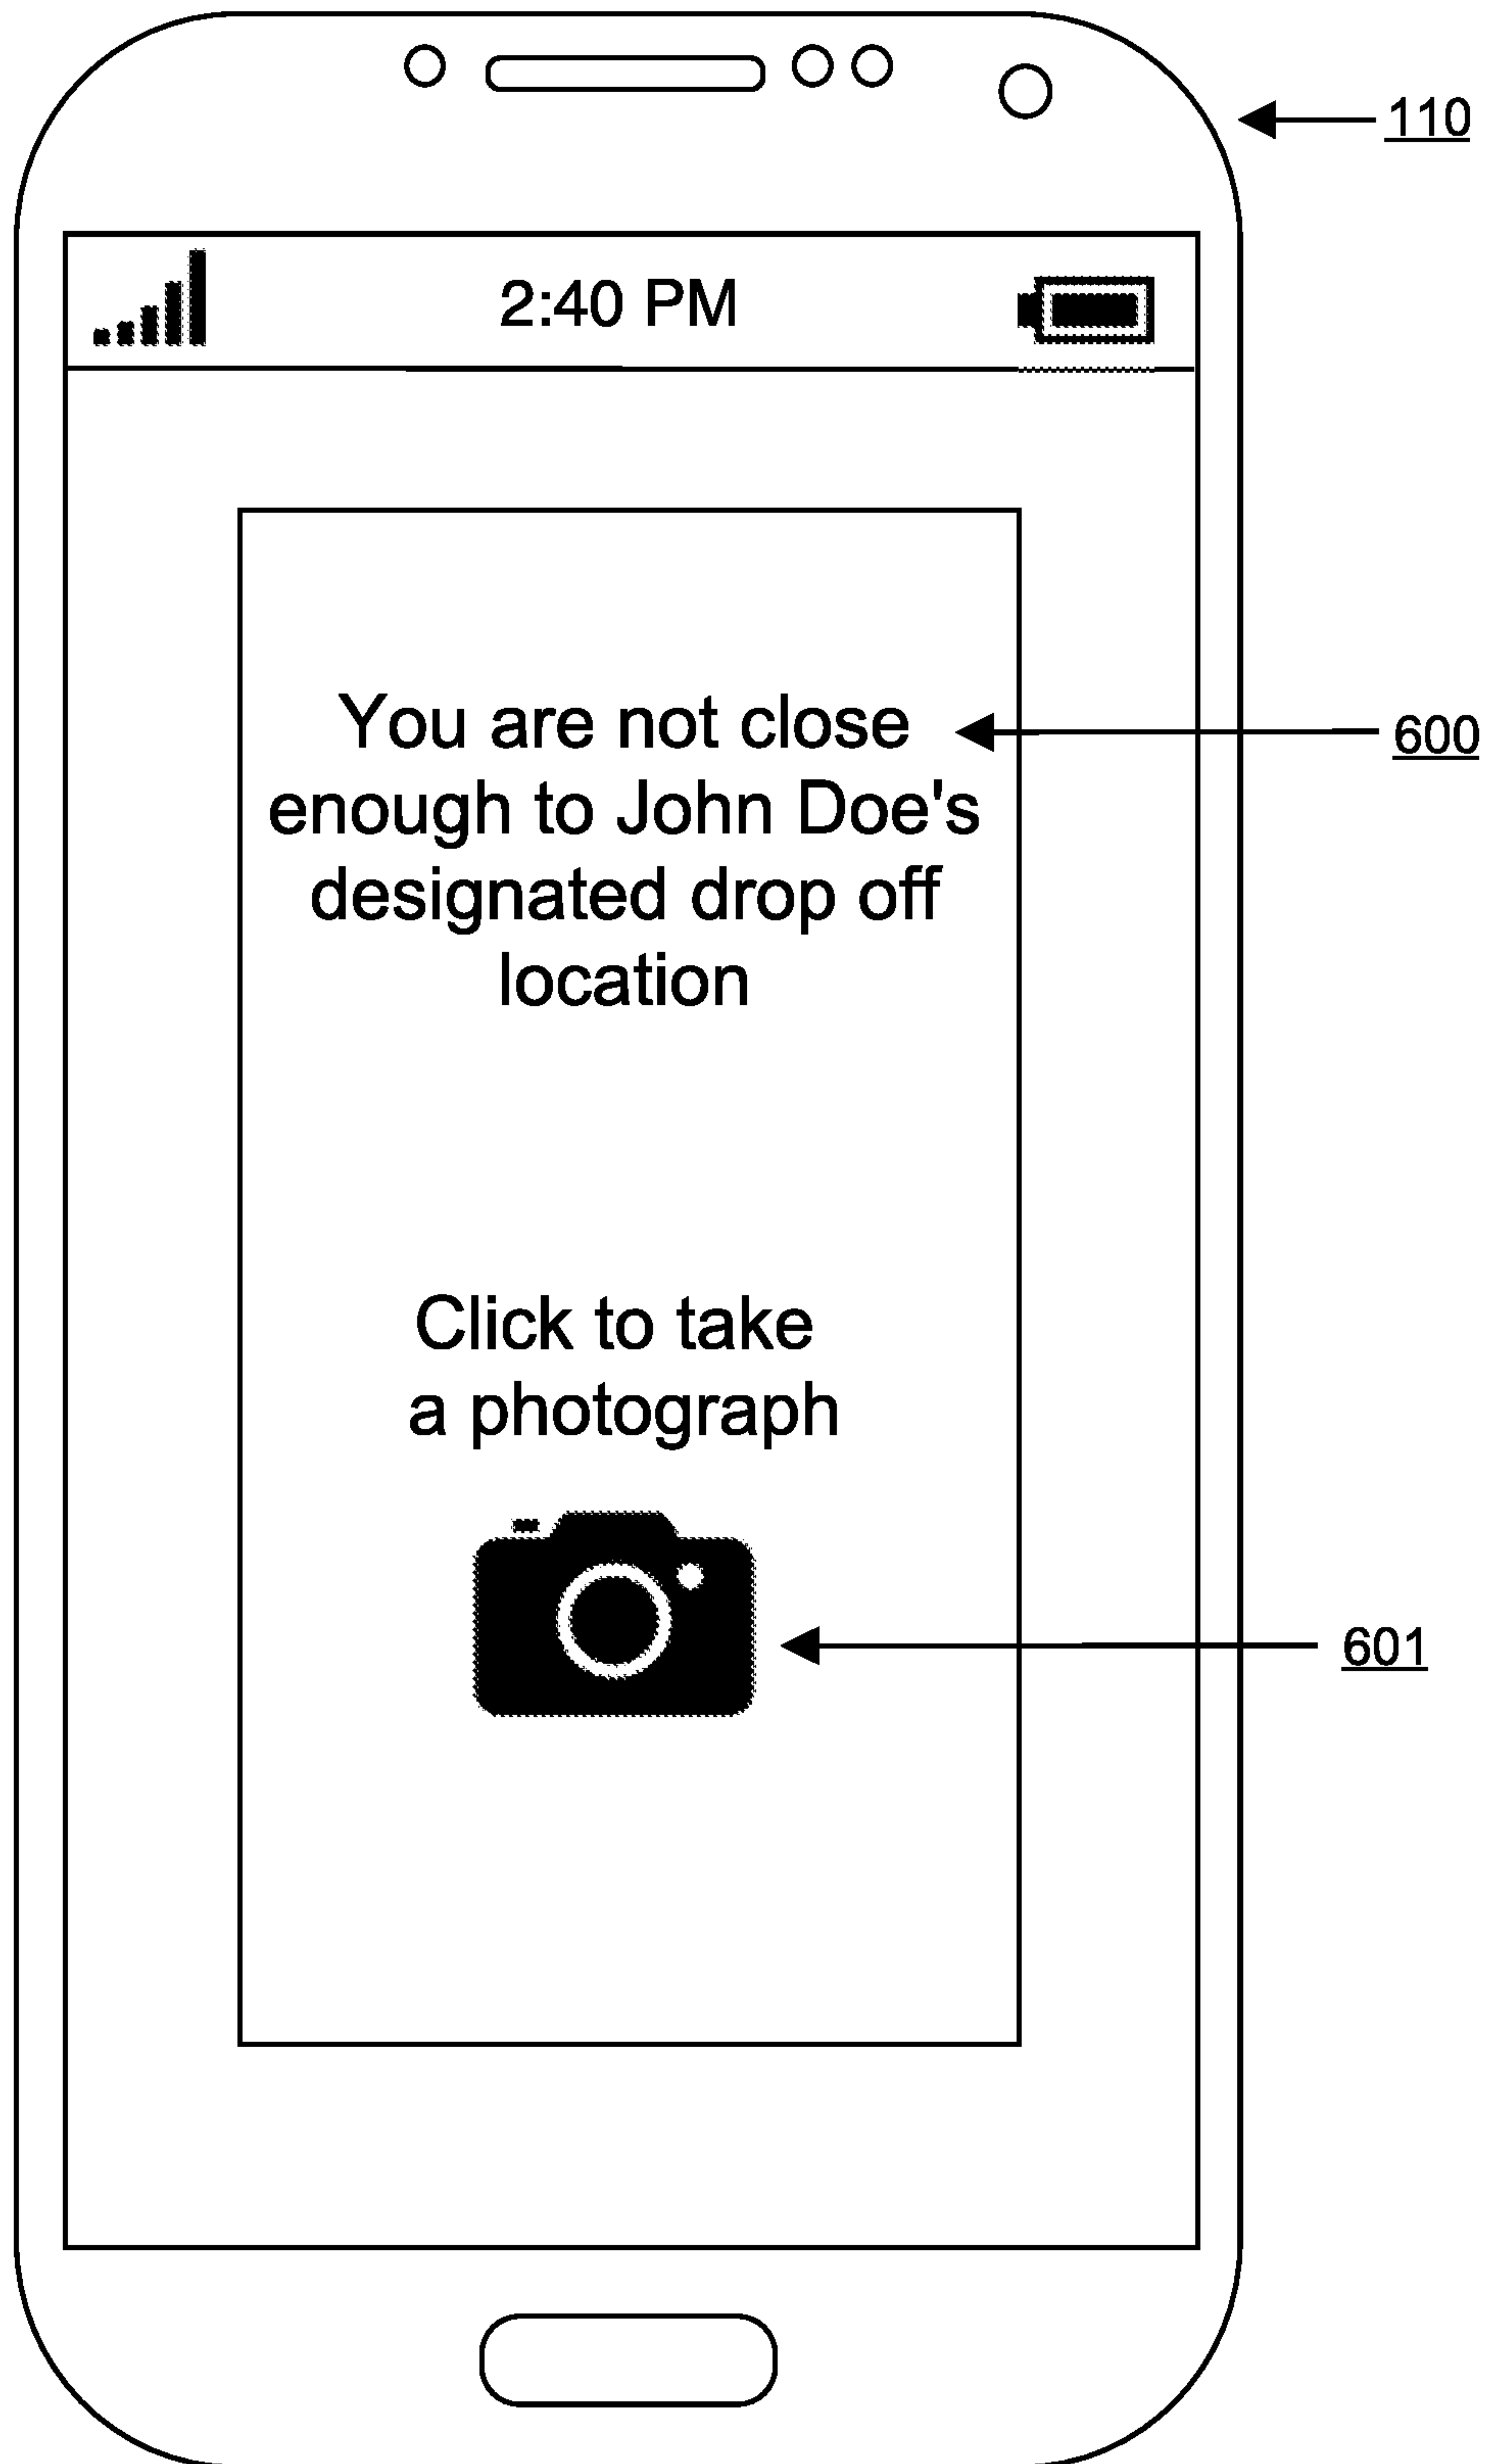 110
2:40 PM
You are not close
600
enough to John Doe's
designated drop off
location
Click to take
a photograph
601